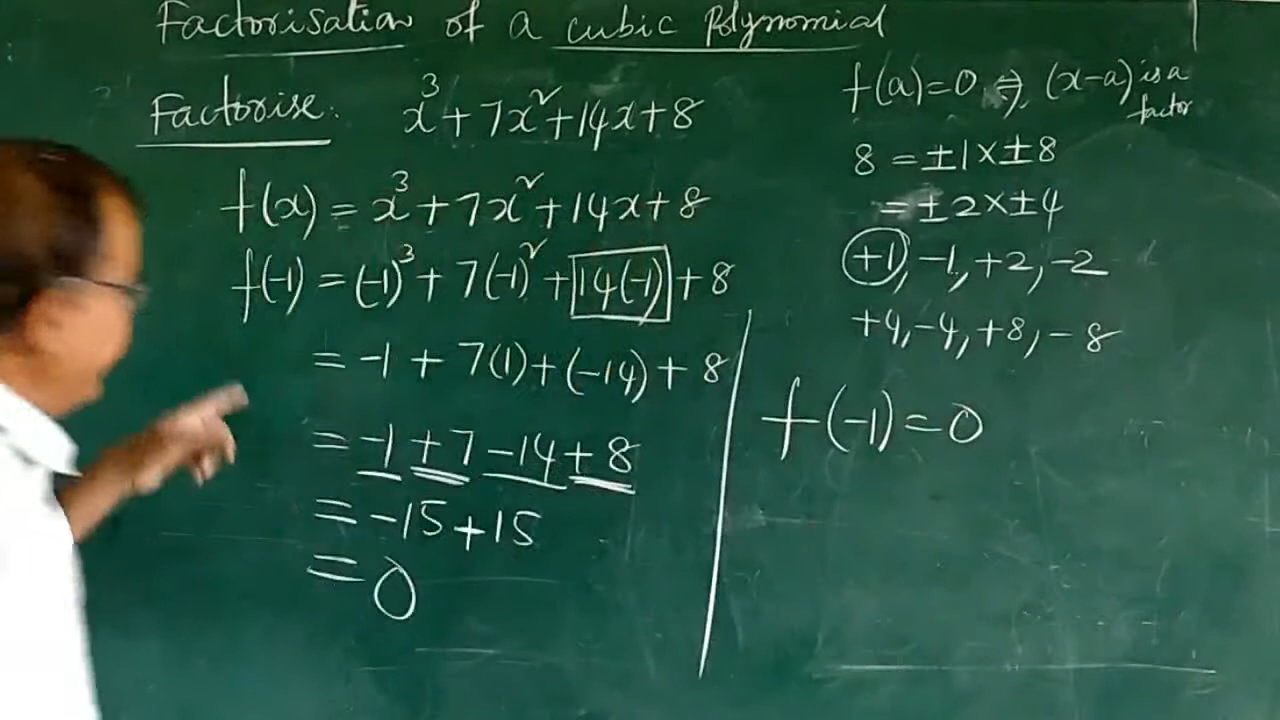 Factorisation of a cubic Polynomial
Factorise: x³+7x²+14x+8
f(x) = x³+7x²+14x+8
f(-1) = (-1)³+7(-1)²+14(-1)+8
= -1+7(1)+(-14)+8
= -1+7-14+8
= -15+15
= 0
f(a)=0 ⇒ (x-a) is a
factor
8 = ±1×±8
= ±2×±4
+1, -1, +2, -2
+4, -4, +8, -8
f(-1)=0